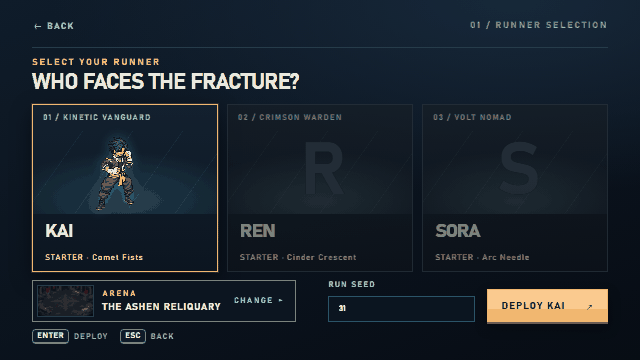 ← BACK
01 / RUNNER SELECTION
SELECT YOUR RUNNER
WHO FACES THE FRACTURE?
01 / KINETIC VANGUARD
KAI
STARTER · Comet Fists
02 / CRIMSON WARDEN
R
REN
STARTER · Cinder Crescent
03 / VOLT NOMAD
S
SORA
STARTER · Arc Needle
ARENA
THE ASHEN RELIQUARY
CHANGE ►
RUN SEED
31
DEPLOY KAI ↗
ENTER DEPLOY ESC BACK